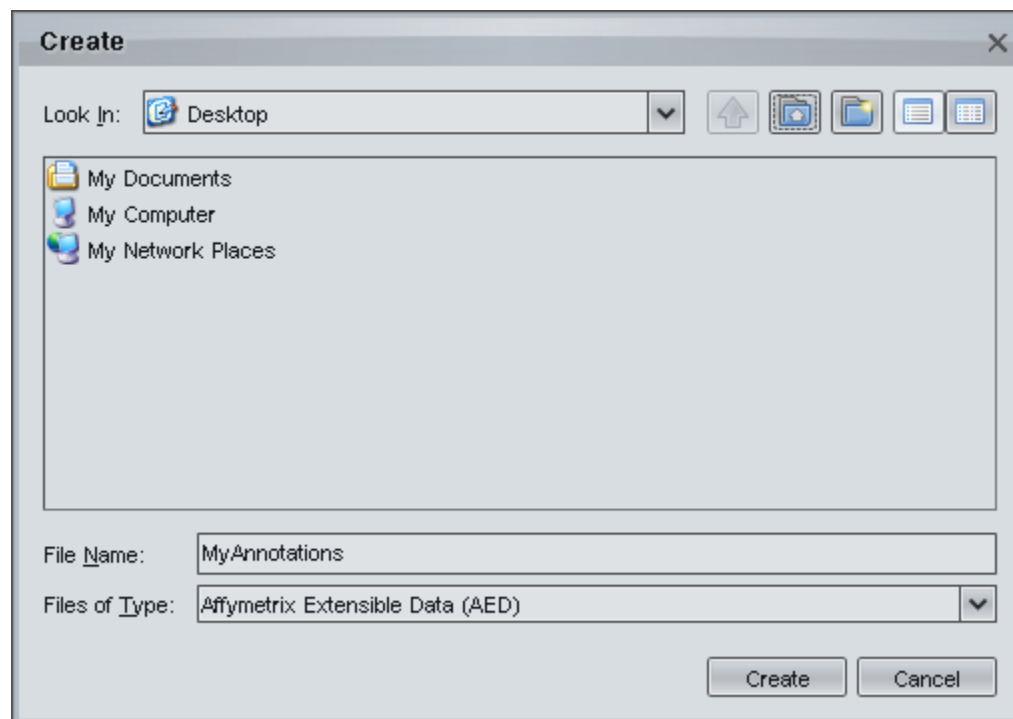 Create
Look In: Desktop
My Documents
My Computer
My Network Places
File Name: MyAnnotations
Files of Type: Affymetrix Extensible Data (AED)
Create Cancel